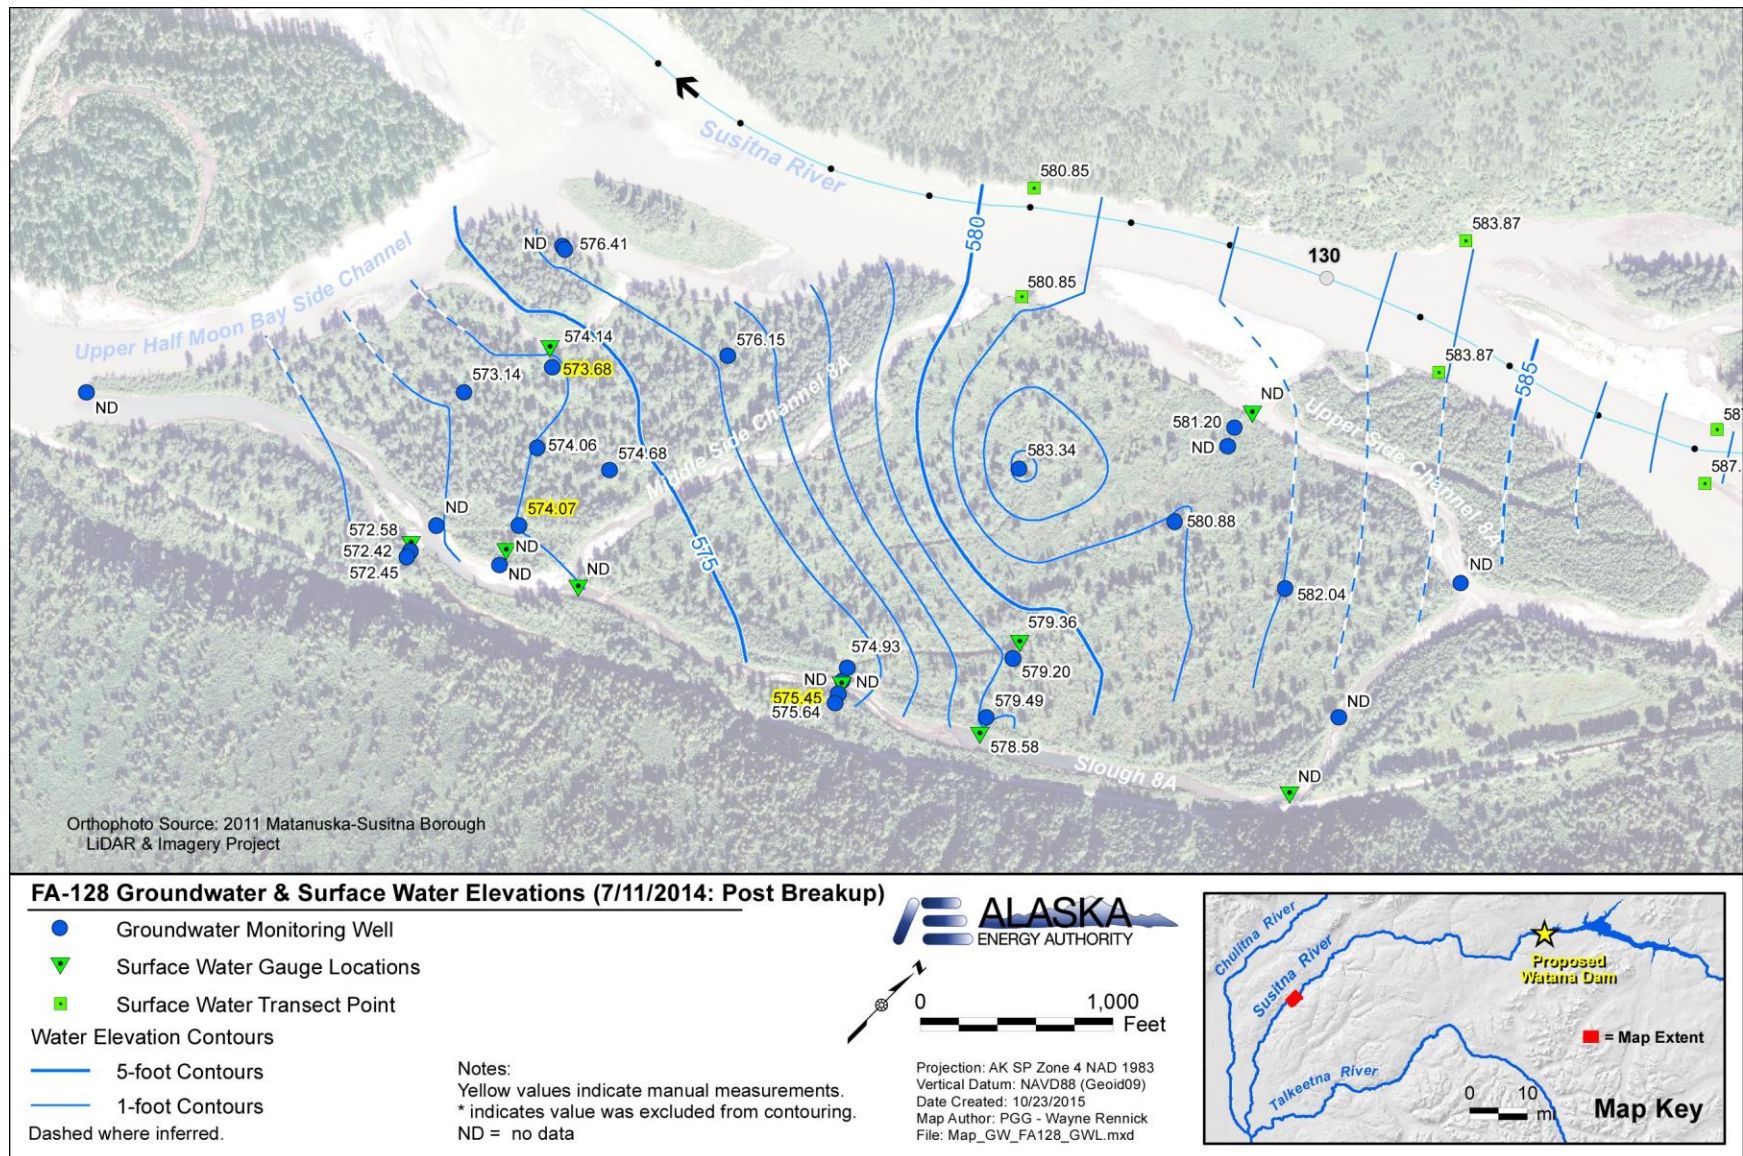 Susitna River
580.85
580
583.87
130
ND
576.41
580.85
Upper Half Moon Bay Side Channel
574.14
573.68
576.15
583.87
585
573.14
ND
ND
581.20
ND
Upper Side Channel 8A
587.
Middle Side Channel 8A
574.06
574.68
583.34
574.07
ND
580.88
572.58
572.42
572.45
ND
ND
ND
575
ND
582.04
579.36
574.93
579.20
ND
ND
575.45
575.64
579.49
578.58
ND
Slough 8A
ND
Orthophoto Source: 2011 Matanuska-Susitna Borough
LiDAR & Imagery Project
FA-128 Groundwater & Surface Water Elevations (7/11/2014: Post Breakup)
Groundwater Monitoring Well
Surface Water Gauge Locations
Surface Water Transect Point
Water Elevation Contours
5-foot Contours
1-foot Contours
Dashed where inferred.
Notes:
Yellow values indicate manual measurements.
* indicates value was excluded from contouring.
ND = no data
ALASKA
ENERGY AUTHORITY
N
0 1,000
Feet
Projection: AK SP Zone 4 NAD 1983
Vertical Datum: NAVD88 (Geoid09)
Date Created: 10/23/2015
Map Author: PGG - Wayne Rennick
File: Map_GW_FA128_GWL.mxd
Chulitna River
Susitna River
Proposed
Watana Dam
= Map Extent
Talkeetna River
0 10
mi
Map Key